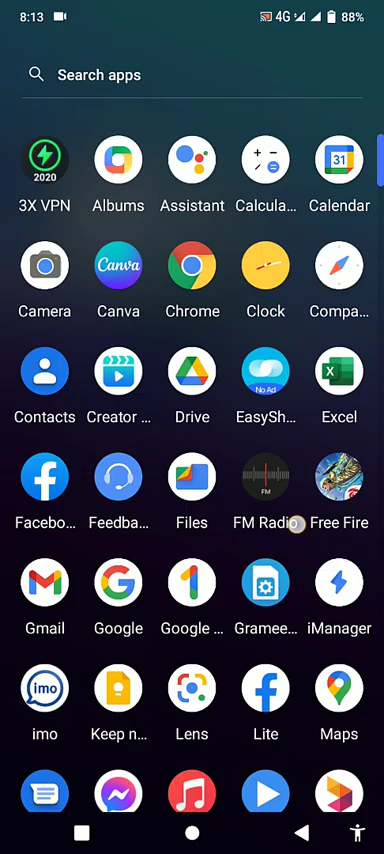 8:13 4G 88%
Search apps
2020
31
3X VPN Albums Assistant Calcula... Calendar
Canva
Camera Canva Chrome Clock Compa...
No Ad
X
Contacts Creator ... Drive EasySh... Excel
FM
Facebo... Feedba... Files FM Radio Free Fire
Gmail Google Google ... Gramee... iManager
imo
imo Keep n... Lens Lite Maps